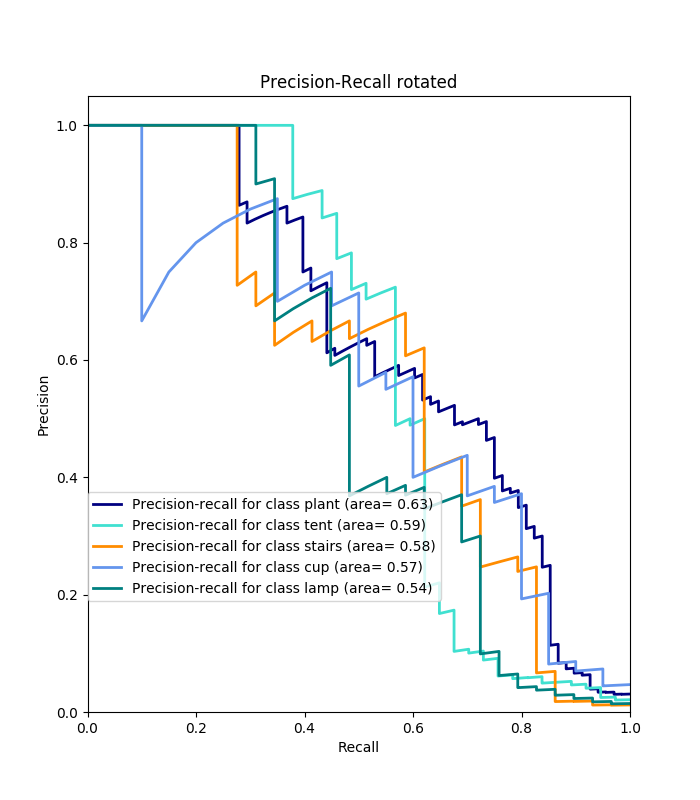 Precision-Recall rotated
1.0
0.8
0.6
0.4
0.2
0.0
Precision
Precision-recall for class plant (area= 0.63)
Precision-recall for class tent (area= 0.59)
Precision-recall for class stairs (area= 0.58)
Precision-recall for class cup (area= 0.57)
Precision-recall for class lamp (area= 0.54)
0.0 0.2 0.4 0.6 0.8 1.0
Recall